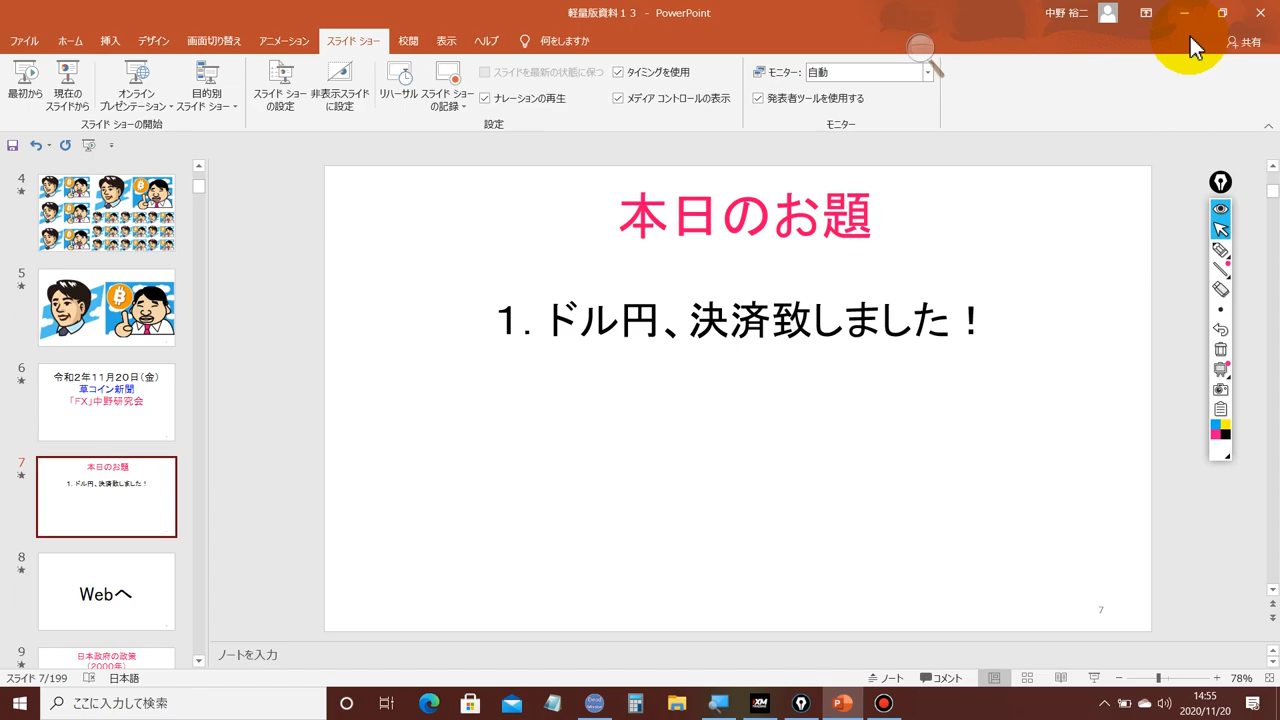 軽量版資料１３ - PowerPoint
中野 裕二
ファイル ホーム 挿入 デザイン 画面切り替え アニメーション スライド ショー 校閲 表示 ヘルプ 何をしますか 共有
最初から
現在の
スライドから
オンライン
プレゼンテーション
目的別
スライド ショー
スライド ショー
の設定
非表示スライド
に設定
リハーサル
スライド ショー
の記録
スライドを最新の状態に保つ
タイミングを使用
ナレーションの再生
メディア コントロールの表示
モニター: 自動
発表者ツールを使用する
スライド ショーの開始
設定
モニター
4
5
6
令和2年11月20日(金)
草コイン新聞
「FX」中野研究会
7
本日のお題
1. ドル円、決済致しました！
8
Webへ
9
日本政府の政策
(2000年)
本日のお題
１. ドル円、決済致しました！
7
ノートを入力
スライド 7/199
日本語
ノート
コメント
78%
ここに入力して検索
XM
14:55
2020/11/20